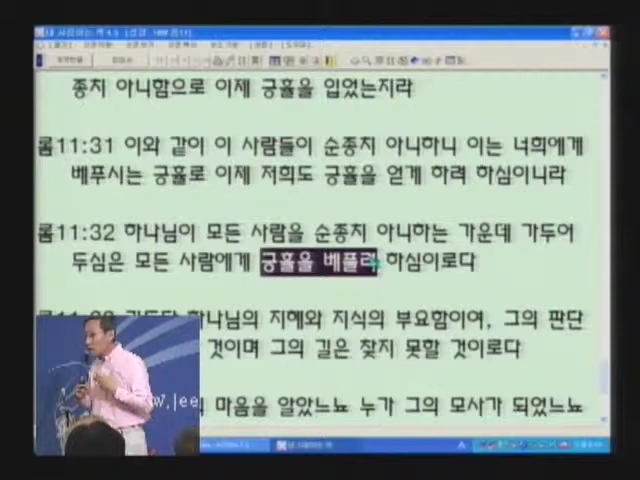 종치 아니함으로 이제 긍휼을 입었는지라
롬11:31 이와 같이 이 사람들이 순종치 아니하니 이는 너희에게
베푸시는 긍휼로 이제 저희도 긍휼을 얻게 하려 하심이니라
롬11:32 하나님이 모든 사람을 순종치 아니하는 가운데 가두어
두심은 모든 사람에게 긍휼을 베플려 하심이로다
하나님의 지혜와 지식의 부요함이여, 그의 판단
것이며 그의 길은 찾지 못할 것이로다
마음을 알았느뇨 누가 그의 모사가 되었느뇨
w.jee